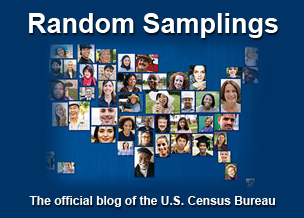 Random Samplings
The official blog of the U.S. Census Bureau